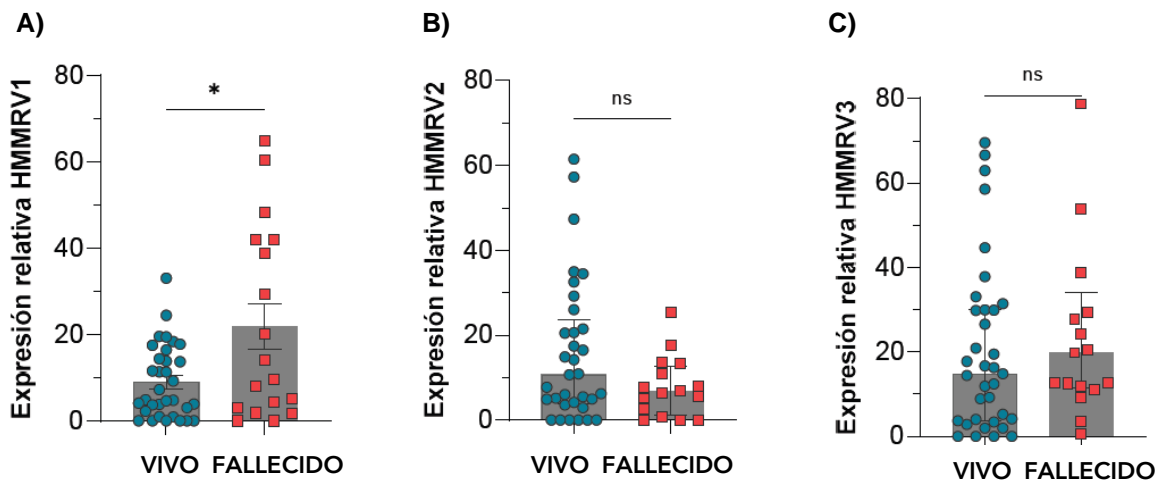 A)
Expresión relativa HMMRV1
80
60
40
20
0
*
VIVO FALLECIDO
B)
Expresión relativa HMMRV2
80
60
40
20
0
ns
VIVO FALLECIDO
C)
Expresión relativa HMMRV3
80
60
40
20
0
ns
VIVO FALLECIDO